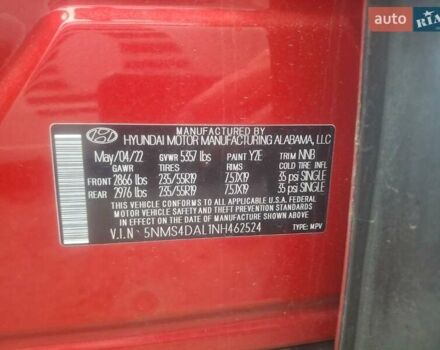 auto RIA
MANUFACTURED BY
HYUNDAI MOTOR MANUFACTURING ALABAMA, LLC
May/04/22 GVWR 5357 lbs PAINT Y2E TRIM NNB
GAWR TIRES RIMS COLD TIRE INFL
FRONT 2866 lbs 235/55R19 7.5JX19 35 psi SINGLE
REAR 2976 lbs 235/55R19 7.5JX19 35 psi SINGLE
THIS VEHICLE CONFORMS TO ALL APPLICABLE U.S.A. FEDERAL
MOTOR VEHICLE SAFETY AND THEFT PREVENTION STANDARDS IN
EFFECT ON THE DATE OF MANUFACTURE SHOWN ABOVE.
V.I.N : 5NMS4DAL1NH462524 TYPE: MPV